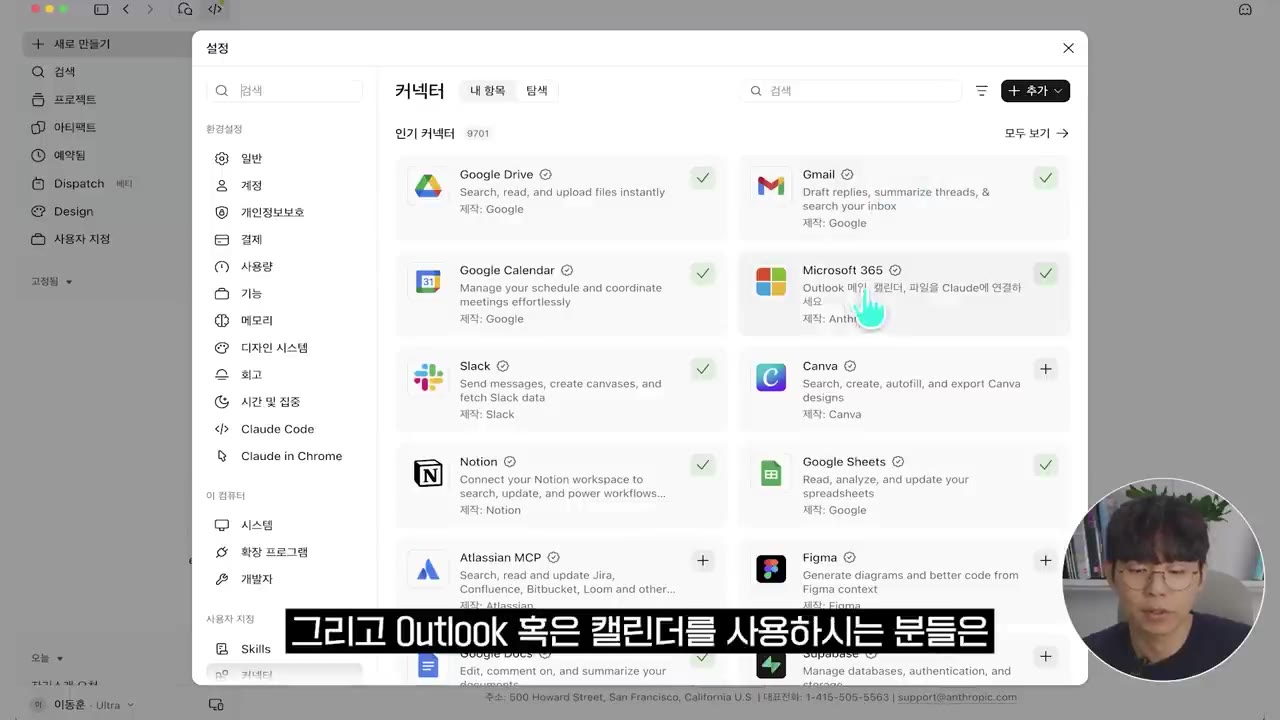 새로 만들기
검색
프로젝트
아티팩트
예약됨
Dispatch 베타
Design
사용자 지정
고정됨
오늘
이동훈 · Ultra
설정
검색
환경설정
일반
계정
개인정보보호
결제
사용량
기능
메모리
디자인 시스템
회고
시간 및 집중
Claude Code
Claude in Chrome
이 컴퓨터
시스템
확장 프로그램
개발자
사용자 지정
Skills
커넥터
커넥터
내 항목 탐색
검색
추가
인기 커넥터 9701
모두 보기
Google Drive
Search, read, and upload files instantly
제작: Google
Gmail
Draft replies, summarize threads, &
search your inbox
제작: Google
31
Google Calendar
Manage your schedule and coordinate
meetings effortlessly
제작: Google
Microsoft 365
Outlook 메일, 캘린더, 파일을 Claude에 연결하
세요
제작:
Slack
Send messages, create canvases, and
fetch Slack data
제작: Slack
Canva
Search, create, autofill, and export Canva
designs
제작: Canva
Notion
Connect your Notion workspace to
search, update, and power workflows...
제작: Notion
Google Sheets
Read, analyze, and update your
spreadsheets
제작: Google
Atlassian MCP
Search, read and update Jira,
Confluence, Bitbucket, Loom and other...
제작: Atlassian
Figma
Generate diagrams and better code from
Figma context
제작: Figma
그리고 Outlook 혹은 캘린더를 사용하시는 분들은
Google Docs
Edit, comment on, and summarize your
documents
Supabase
Manage databases, authentication, and
storage
주소: 500 Howard Street, San Francisco, California U.S | 대표전화: 1-415-505-5563 | support@anthropic.com